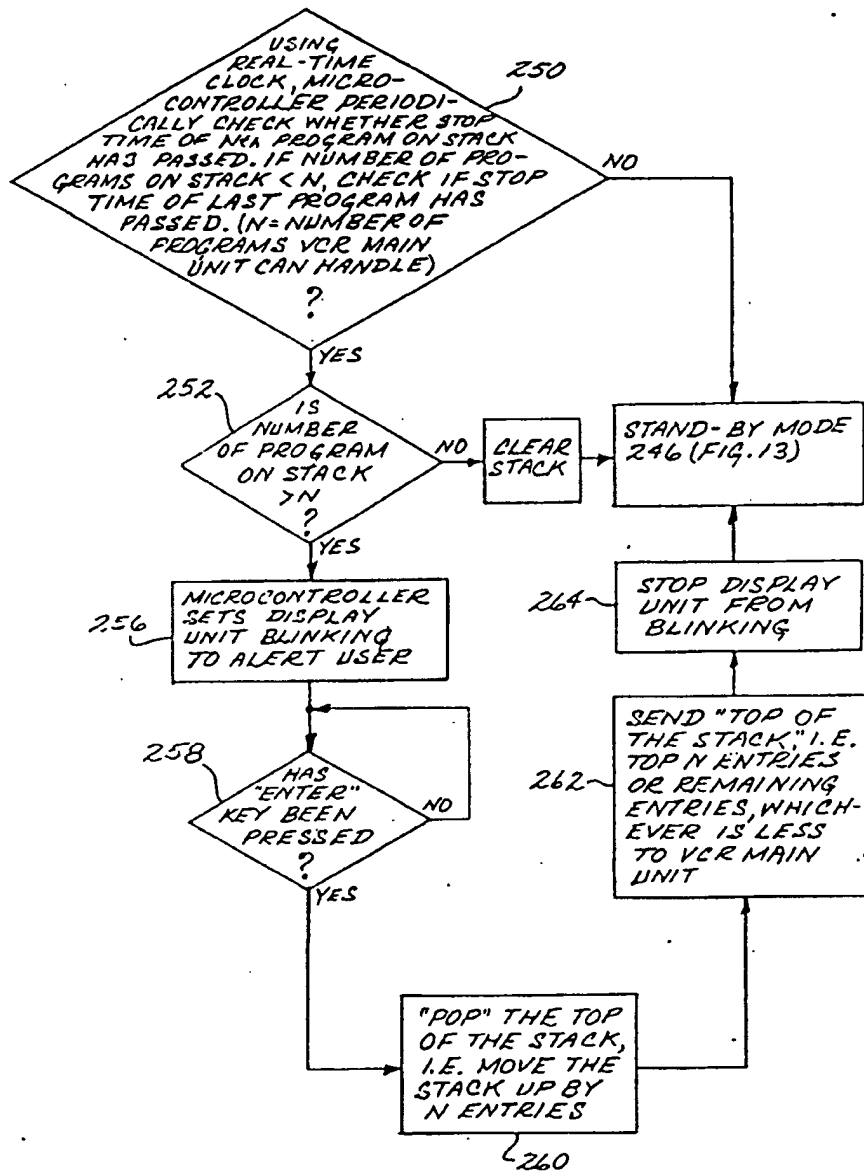 USING
REAL-TIME
CLOCK, MICRO-
CONTROLLER PERIODI-
CALLY CHECK WHETHER STOP
TIME OF Nth PROGRAM ON STACK
HAS PASSED. IF NUMBER OF PRO-
GRAMS ON STACK < N, CHECK IF STOP
TIME OF LAST PROGRAM HAS
PASSED. (N=NUMBER OF
PROGRAMS VCR MAIN
UNIT CAN HANDLE)
?
250
NO
YES
252
IS
NUMBER
OF PROGRAM
ON STACK
>N
?
NO
YES
CLEAR
STACK
STAND-BY MODE
246 (FIG. 13)
256
MICROCONTROLLER
SETS DISPLAY
UNIT BLINKING
TO ALERT USER
264
STOP DISPLAY
UNIT FROM
BLINKING
258
HAS
"ENTER"
KEY BEEN
PRESSED
?
NO
YES
262
SEND "TOP OF
THE STACK," I.E.
TOP N ENTRIES
OR REMAINING
ENTRIES, WHICH-
EVER IS LESS
TO VCR MAIN
UNIT
"POP" THE TOP
OF THE STACK,
I.E. MOVE THE
STACK UP BY
N ENTRIES
260